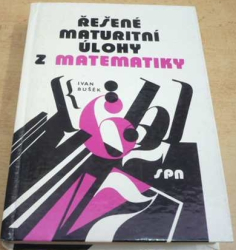 ŘEŠENÉ
MATURITNÍ
ÚLOHY
Z MATEMATIKY
IVAN
BUŠEK
SPN